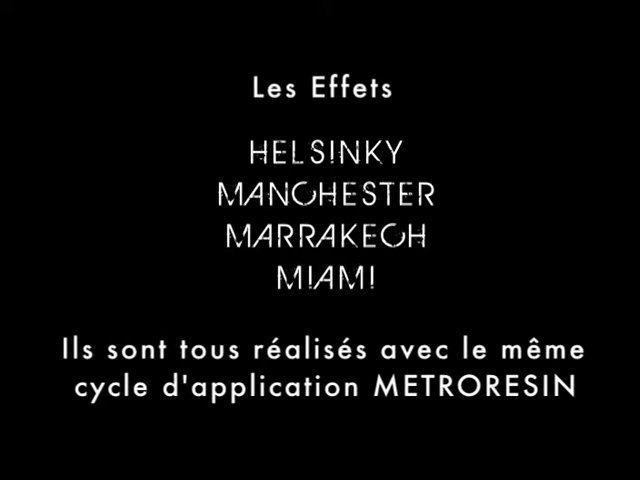 Les Effets
HELSINKY
MANCHESTER
MARRAKECH
MIAMI
Ils sont tous réalisés avec le même
cycle d'application METRORESIN